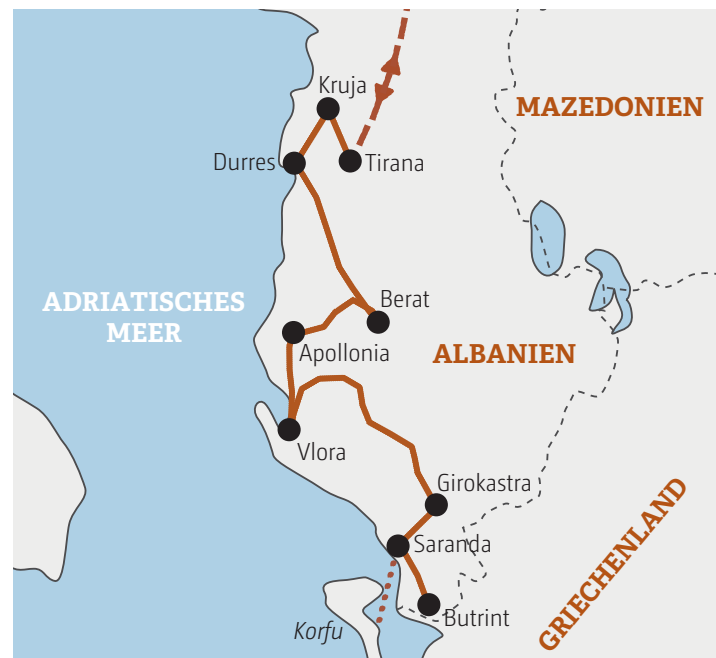 Kruja
MAZEDONIEN
Durres
Tirana
ADRIATISCHES
MEER
Berat
Apollonia
ALBANIEN
Vlora
Girokastra
Saranda
GRIECHENLAND
Butrint
Korfu